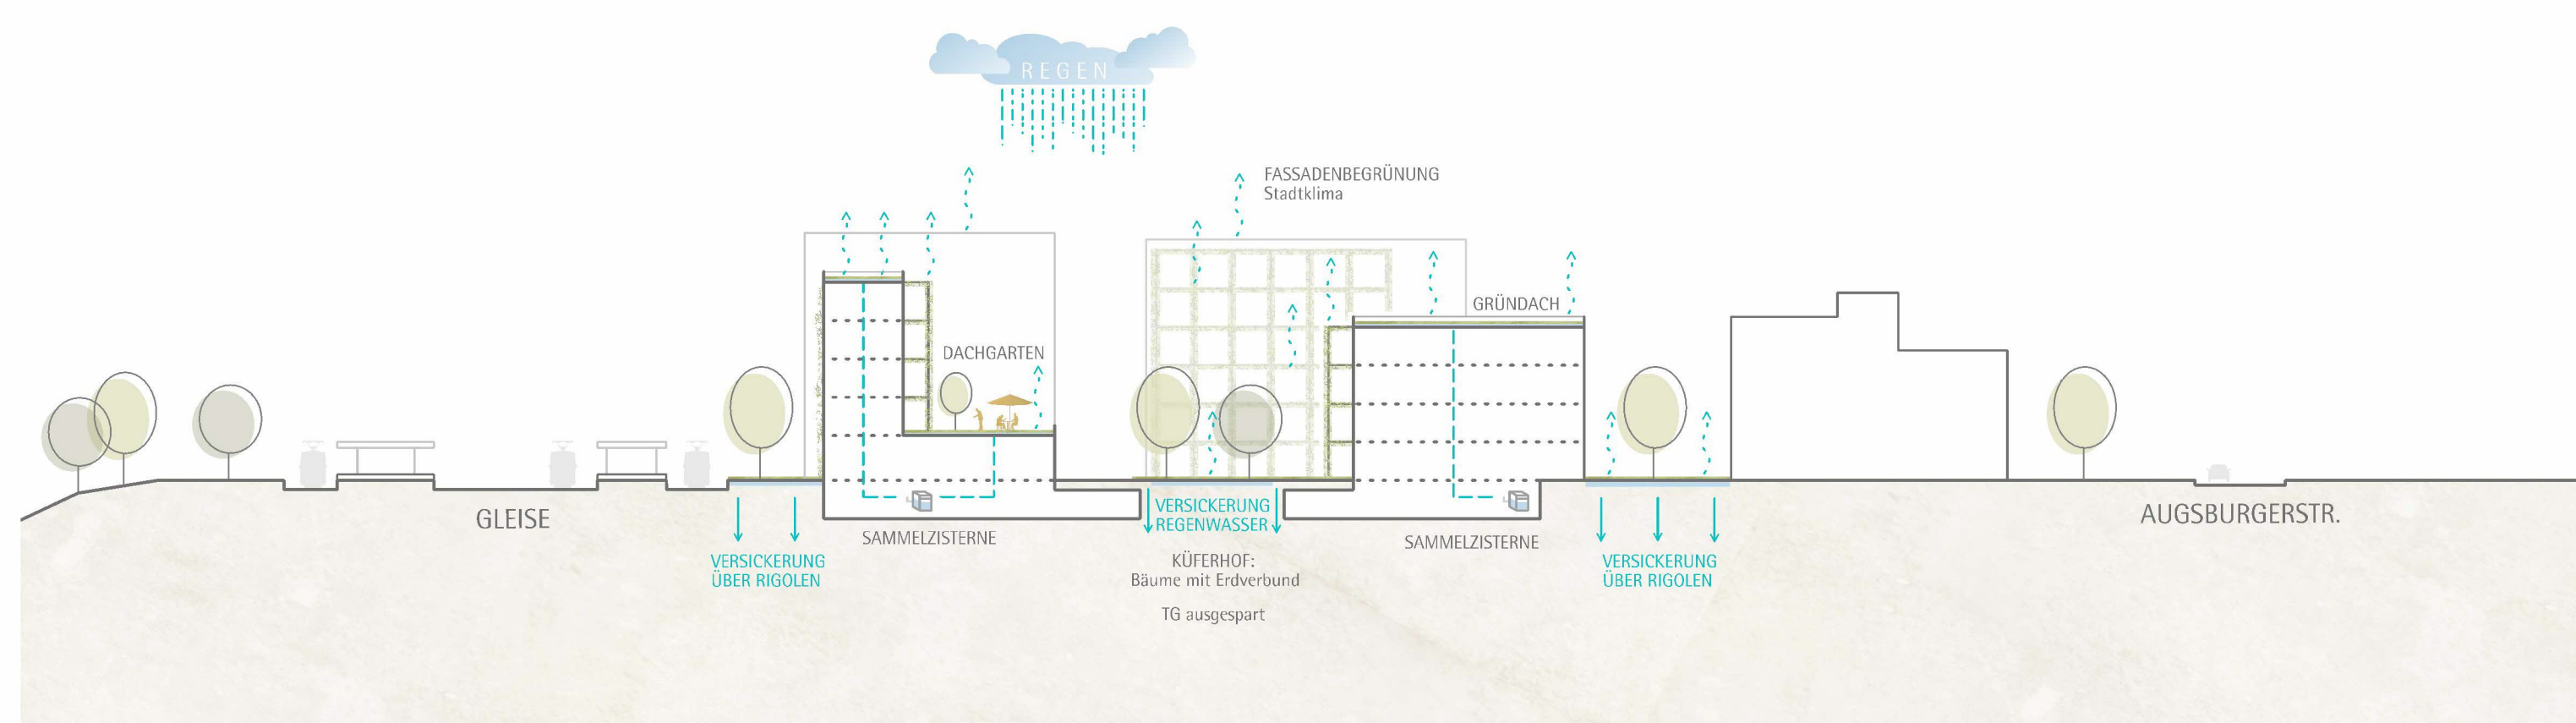 REGEN
FASSADENBEGRÜNUNG
Stadtklima
GRÜNDACH
DACHGARTEN
GLEISE
SAMMELZISTERNE
VERSICKERUNG
REGENWASSER
SAMMELZISTERNE
AUGSBURGERSTR.
VERSICKERUNG
ÜBER RIGOLEN
KÜFERHOF:
Bäume mit Erdverbund
TG ausgespart
VERSICKERUNG
ÜBER RIGOLEN